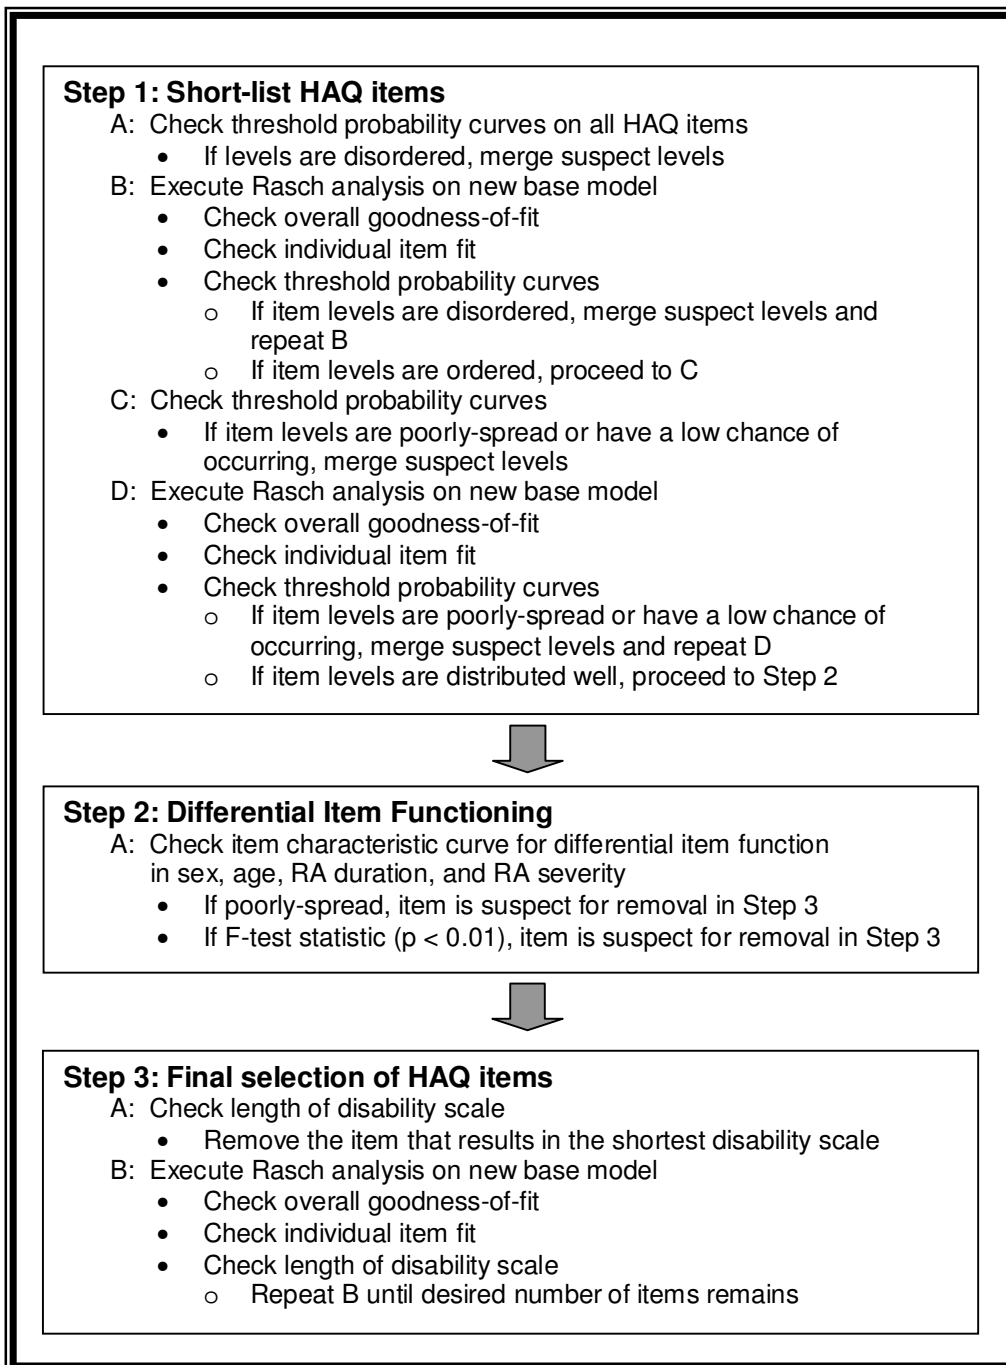 Step 1: Short-list HAQ items
A: Check threshold probability curves on all HAQ items
• If levels are disordered, merge suspect levels
B: Execute Rasch analysis on new base model
• Check overall goodness-of-fit
• Check individual item fit
• Check threshold probability curves
o If item levels are disordered, merge suspect levels and
repeat B
o If item levels are ordered, proceed to C
C: Check threshold probability curves
• If item levels are poorly-spread or have a low chance of
occurring, merge suspect levels
D: Execute Rasch analysis on new base model
• Check overall goodness-of-fit
• Check individual item fit
• Check threshold probability curves
o If item levels are poorly-spread or have a low chance of
occurring, merge suspect levels and repeat D
o If item levels are distributed well, proceed to Step 2
Step 2: Differential Item Functioning
A: Check item characteristic curve for differential item function
in sex, age, RA duration, and RA severity
• If poorly-spread, item is suspect for removal in Step 3
• If F-test statistic (p < 0.01), item is suspect for removal in Step 3
Step 3: Final selection of HAQ items
A: Check length of disability scale
• Remove the item that results in the shortest disability scale
B: Execute Rasch analysis on new base model
• Check overall goodness-of-fit
• Check individual item fit
• Check length of disability scale
o Repeat B until desired number of items remains